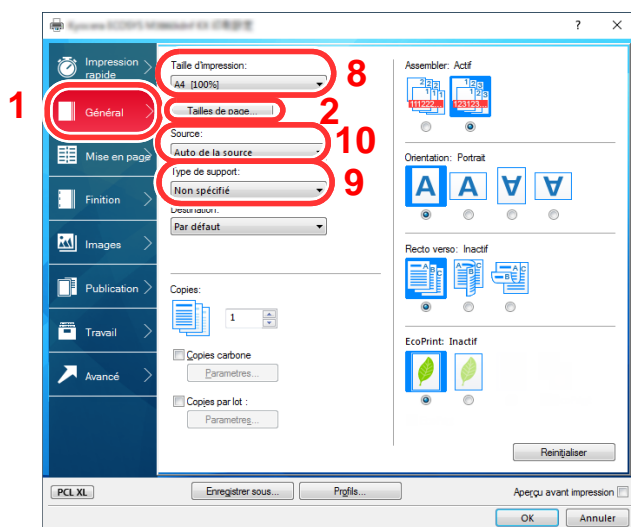 ? ×
Impression
rapide
Général
Mise en page
Finition
Images
Publication
Travail
Avancé
1
Taille d'impression:
A4 [100%]
8
Tailles de page...
2
Source:
Auto de la source
10
Type de support:
Non spécifié
9
Destination:
Par défaut
Copies:
1
Copies carbone
Parametres...
Copies par lot :
Parametres...
Assembler: Actif
111222...
123123...
Orientation: Portrait
A A A A
Recto verso: Inactif
A B C
A B C
A B C
EcoPrint: Inactif
Reinitialiser
PCL XL
Enregistrer sous...
Profils...
Aperçu avant impression
OK
Annuler